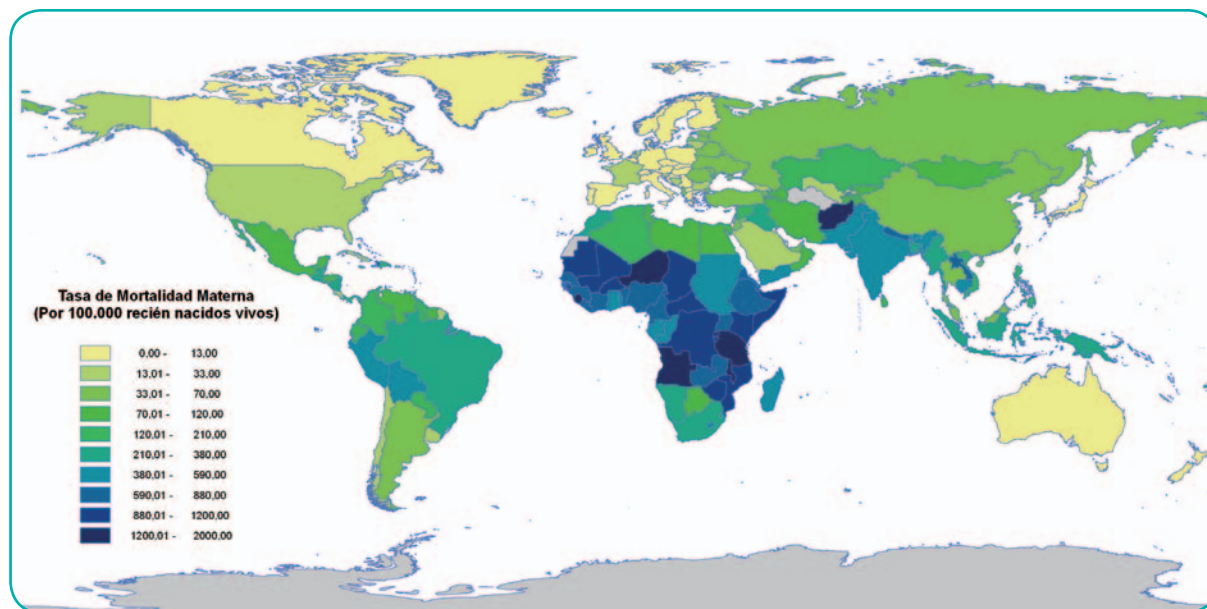 Tasa de Mortalidad Materna
(Por 100.000 recién nacidos vivos)
0,00 - 13,00
13,01 - 33,00
33,01 - 70,00
70,01 - 120,00
120,01 - 210,00
210,01 - 380,00
380,01 - 590,00
590,01 - 880,00
880,01 - 1200,00
1200,01 - 2000,00